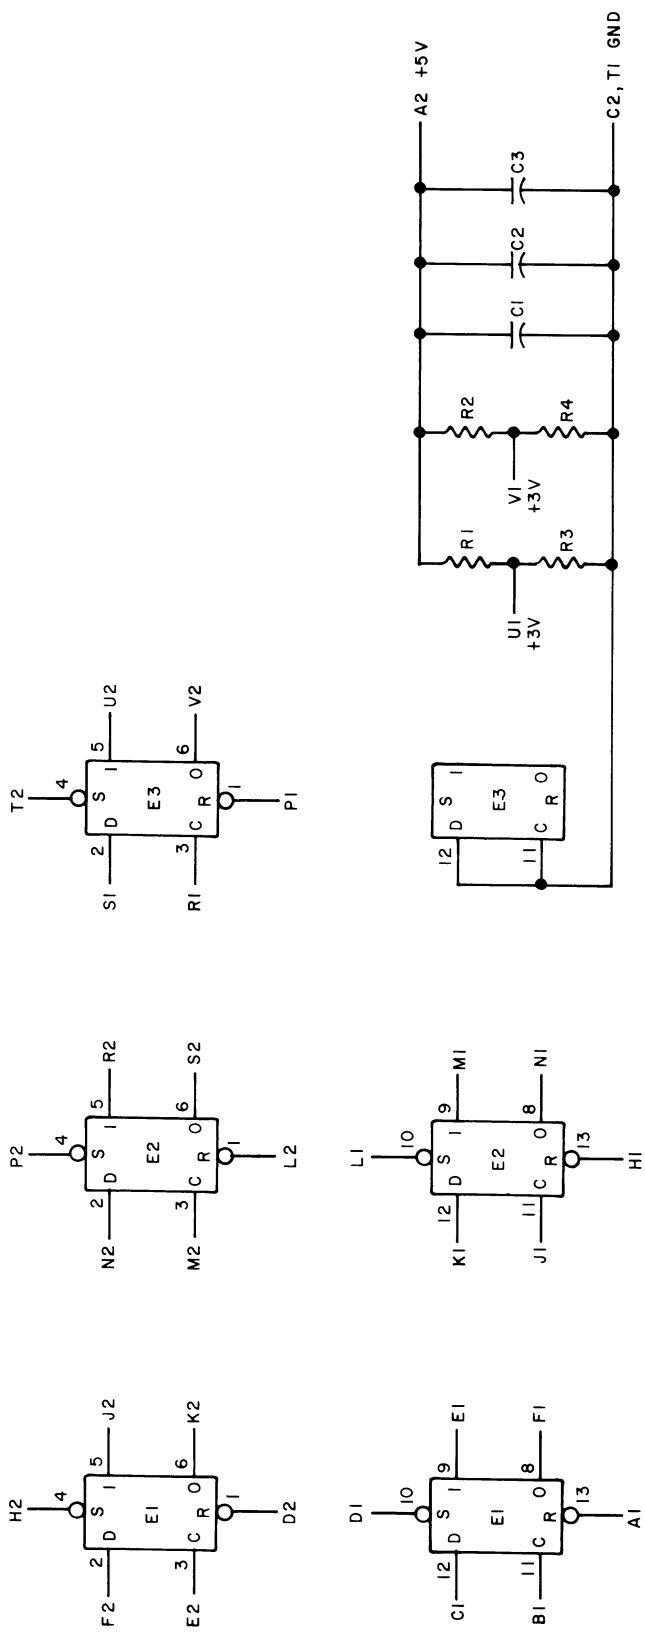 H2
4
F2 2 D S 1 5 J2
E1
E2 3 C R 0 6 K2
1
D2
P2
4
N2 2 D S 1 5 R2
E2
M2 3 C R 0 6 S2
1
L2
T2
4
S1 2 D S 1 5 U2
E3
R1 3 C R 0 6 V2
1
P1
D1
10
C1 12 D S 1 9 E1
E1
B1 11 C R 0 8 F1
13
A1
L1
10
K1 12 D S 1 9 M1
E2
J1 11 C R 0 8 N1
13
H1
12 D S 1
E3
11 C R 0
A2 +5V
R1
R2
U1
+3V
V1
+3V
C1
C2
C3
R3
R4
C2, T1 GND